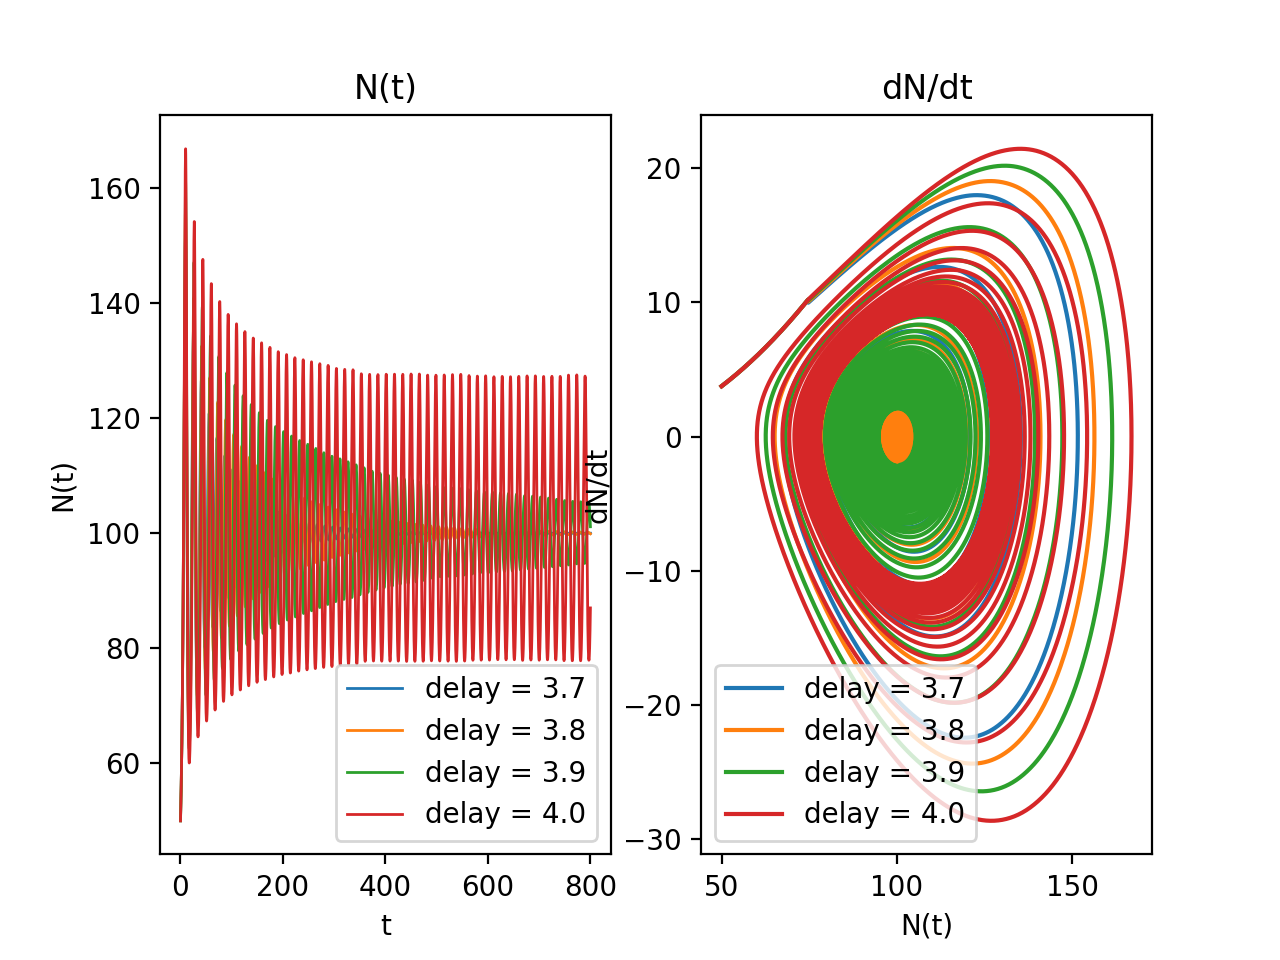 N(t)
160
140
120
100
80
60
N(t)
0
200
400
600
800
t
delay = 3.7
delay = 3.8
delay = 3.9
delay = 4.0
dN/dt
20
10
0
−10
−20
−30
dN/dt
50
100
150
N(t)
delay = 3.7
delay = 3.8
delay = 3.9
delay = 4.0